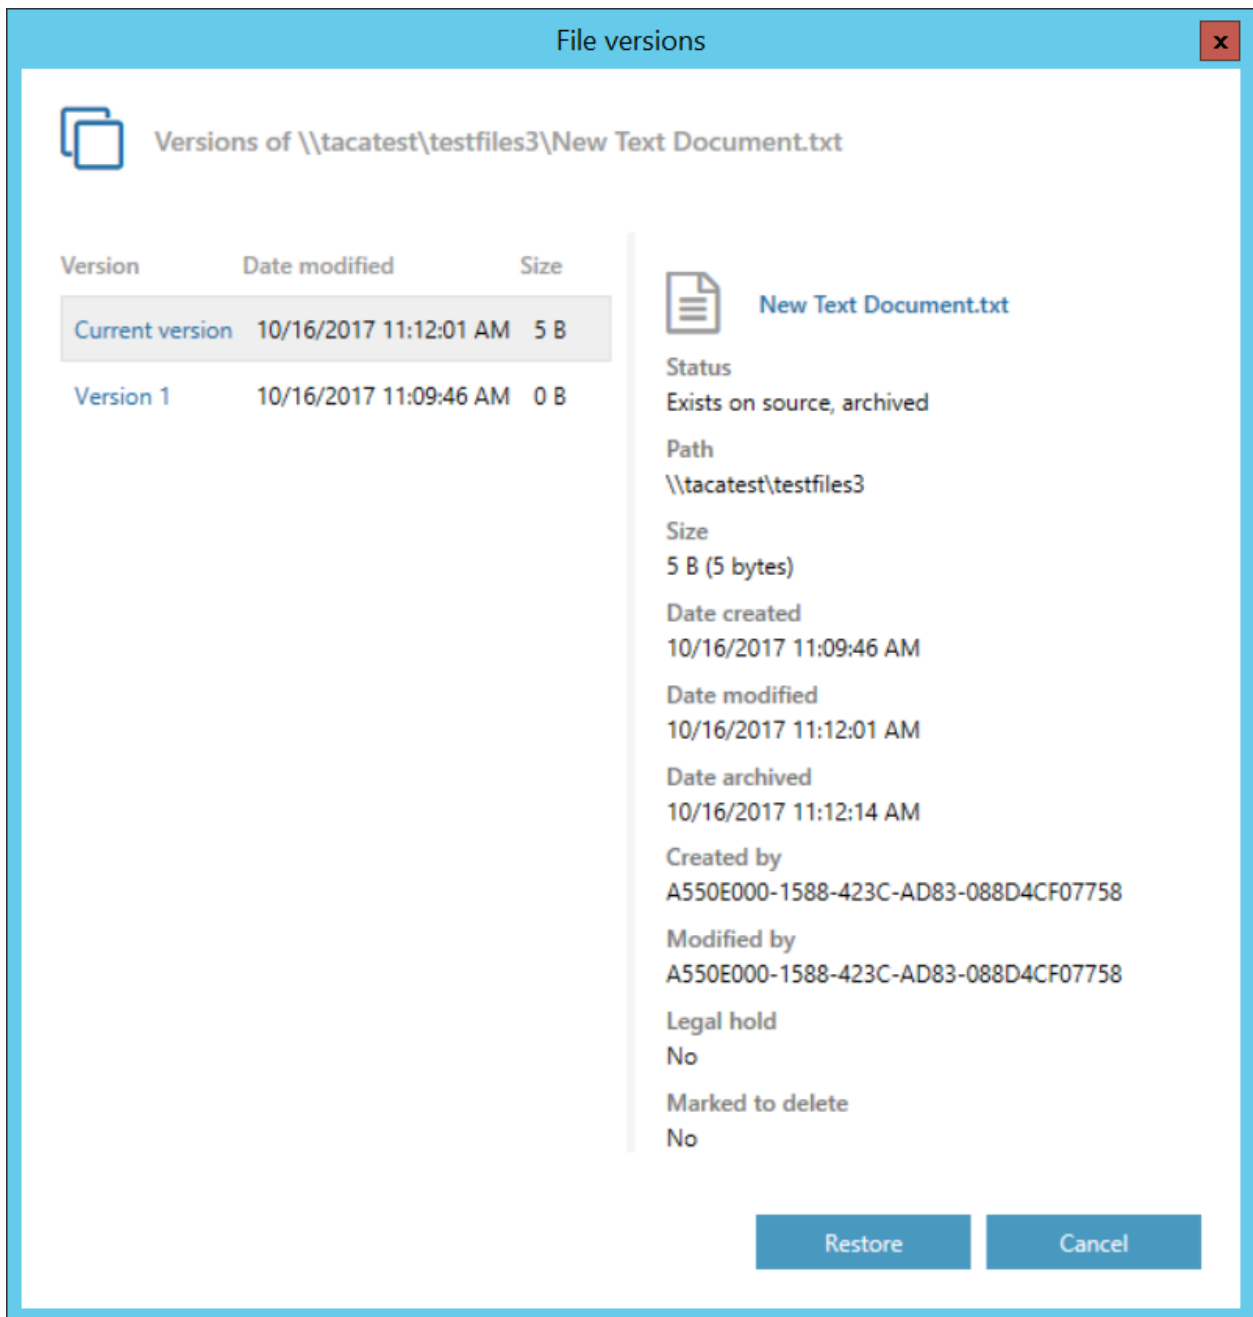 File versions
x
Versions of \\tacatest\testfiles3\New Text Document.txt
Version Date modified Size
Current version 10/16/2017 11:12:01 AM 5 B
Version 1 10/16/2017 11:09:46 AM 0 B
New Text Document.txt
Status
Exists on source, archived
Path
\\tacatest\testfiles3
Size
5 B (5 bytes)
Date created
10/16/2017 11:09:46 AM
Date modified
10/16/2017 11:12:01 AM
Date archived
10/16/2017 11:12:14 AM
Created by
A550E000-1588-423C-AD83-088D4CF07758
Modified by
A550E000-1588-423C-AD83-088D4CF07758
Legal hold
No
Marked to delete
No
Restore Cancel